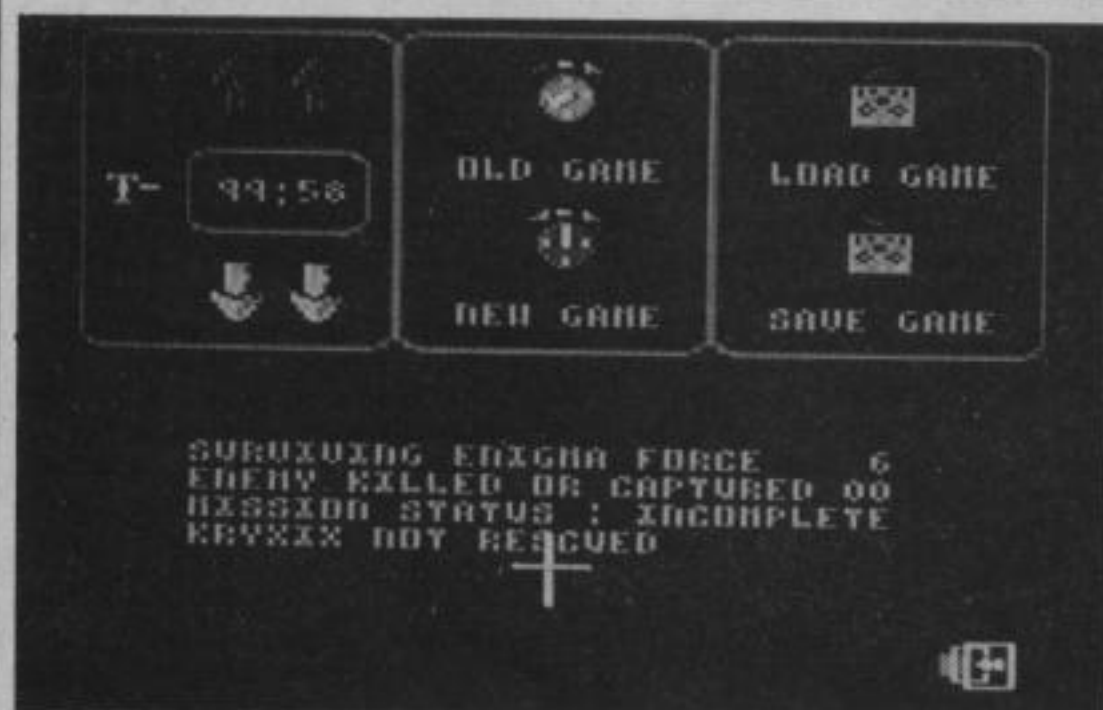 T- 99:58
OLD GAME
NEW GAME
LOAD GAME
SAVE GAME
SURVIVING ENIGMA FORCE 6
ENEMY KILLED OR CAPTURED 00
MISSION STATUS : INCOMPLETE
KRYXIX NOT RESCUED